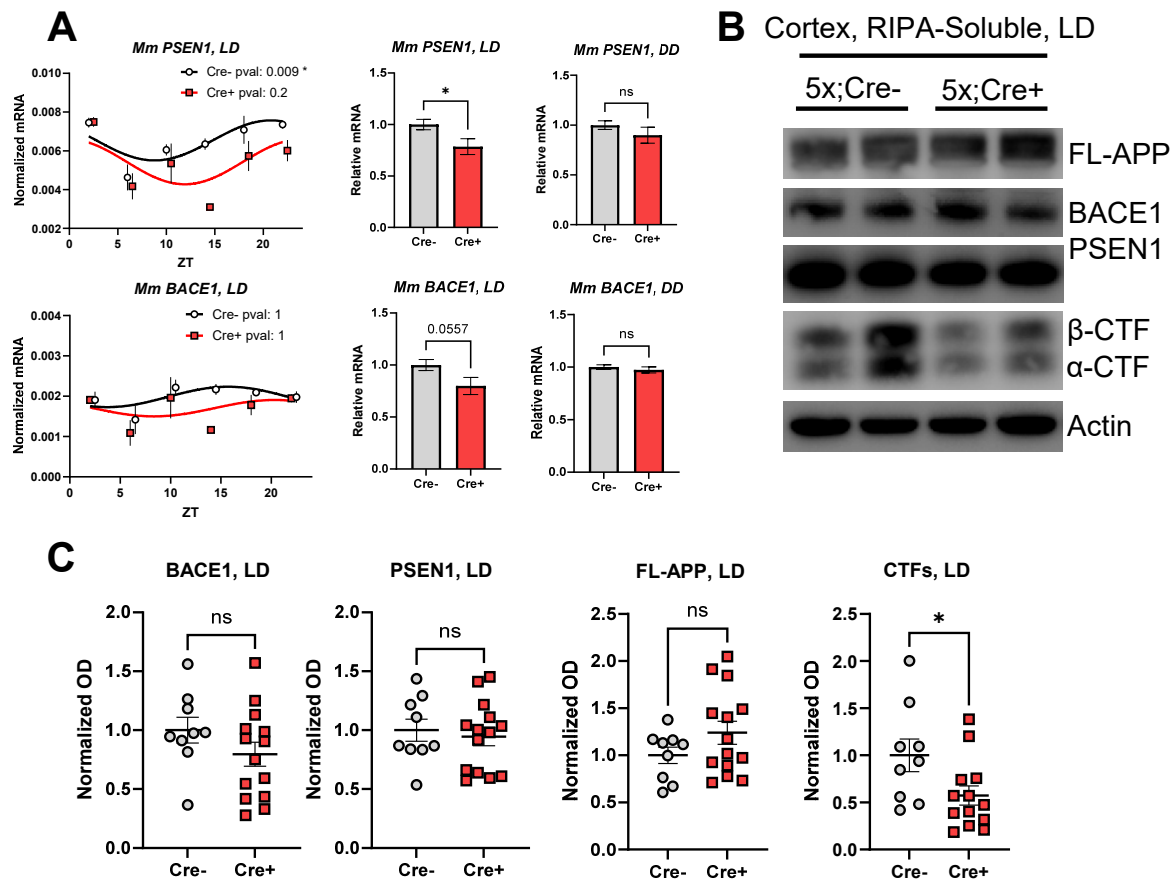 A
Mm PSEN1, LD
Cre- pval: 0.009 *
Cre+ pval: 0.2
Normalized mRNA
0.010
0.008
0.006
0.004
0.002
0 5 10 15 20
ZT
Mm PSEN1, LD
*
Relative mRNA
1.5
1.0
0.5
0.0
Cre- Cre+
Mm PSEN1, DD
ns
Relative mRNA
1.5
1.0
0.5
0.0
Cre- Cre+
Mm BACE1, LD
Cre- pval: 1
Cre+ pval: 1
Normalized mRNA
0.004
0.003
0.002
0.001
0.000
0 5 10 15 20
ZT
Mm BACE1, LD
0.0557
Relative mRNA
1.5
1.0
0.5
0.0
Cre- Cre+
Mm BACE1, DD
ns
Relative mRNA
1.5
1.0
0.5
0.0
Cre- Cre+
B
Cortex, RIPA-Soluble, LD
5x;Cre- 5x;Cre+
FL-APP
BACE1
PSEN1
β-CTF
α-CTF
Actin
C
BACE1, LD
ns
Normalized OD
2.0
1.5
1.0
0.5
0.0
Cre- Cre+
PSEN1, LD
ns
Normalized OD
2.0
1.5
1.0
0.5
0.0
Cre- Cre+
FL-APP, LD
ns
Normalized OD
2.5
2.0
1.5
1.0
0.5
0.0
Cre- Cre+
CTFs, LD
*
Normalized OD
2.5
2.0
1.5
1.0
0.5
0.0
Cre- Cre+